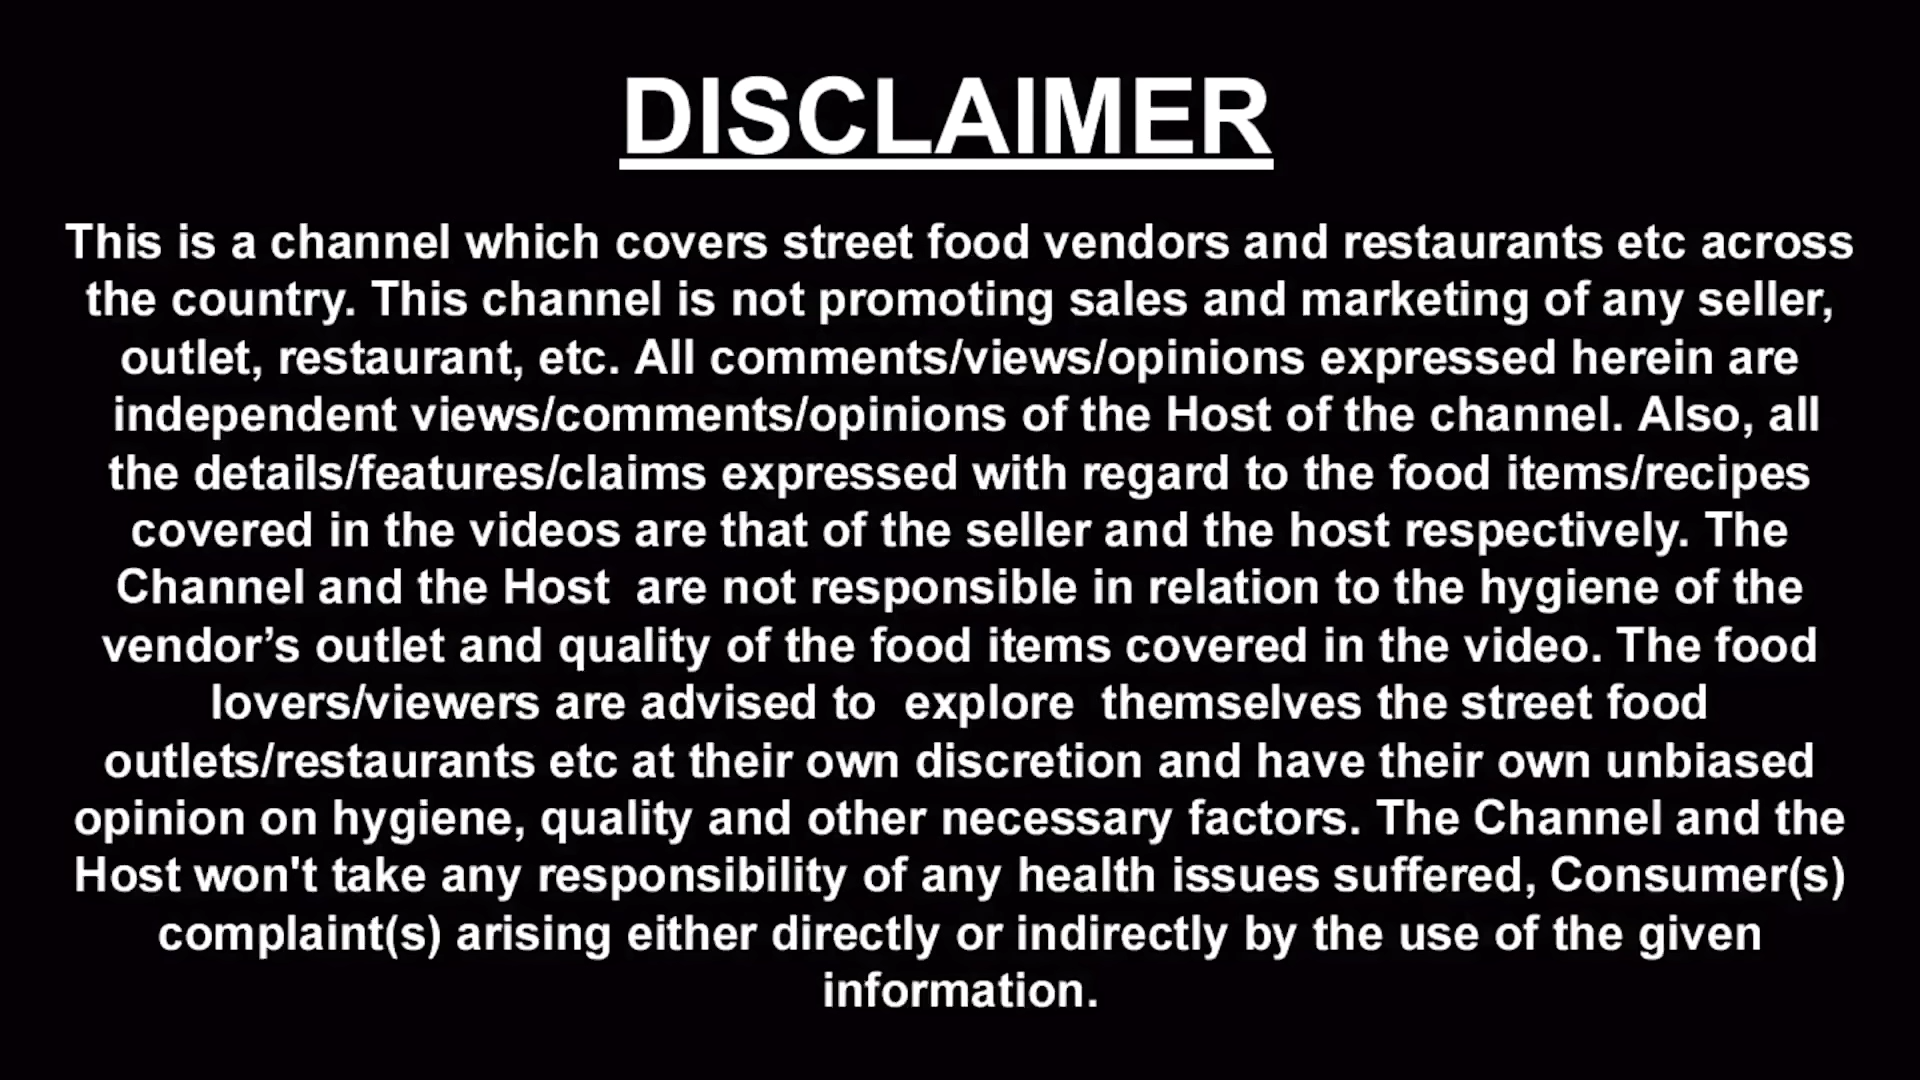 DISCLAIMER
This is a channel which covers street food vendors and restaurants etc across
the country. This channel is not promoting sales and marketing of any seller,
outlet, restaurant, etc. All comments/views/opinions expressed herein are
independent views/comments/opinions of the Host of the channel. Also, all
the details/features/claims expressed with regard to the food items/recipes
covered in the videos are that of the seller and the host respectively. The
Channel and the Host  are not responsible in relation to the hygiene of the
vendor’s outlet and quality of the food items covered in the video. The food
lovers/viewers are advised to  explore  themselves the street food
outlets/restaurants etc at their own discretion and have their own unbiased
opinion on hygiene, quality and other necessary factors. The Channel and the
Host won't take any responsibility of any health issues suffered, Consumer(s)
complaint(s) arising either directly or indirectly by the use of the given
information.